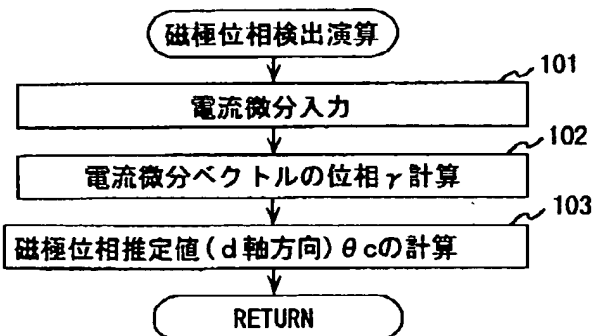 磁極位相検出演算
101
電流微分入力
102
電流微分ベクトルの位相γ計算
103
磁極位相推定値(d軸方向)θcの計算
RETURN